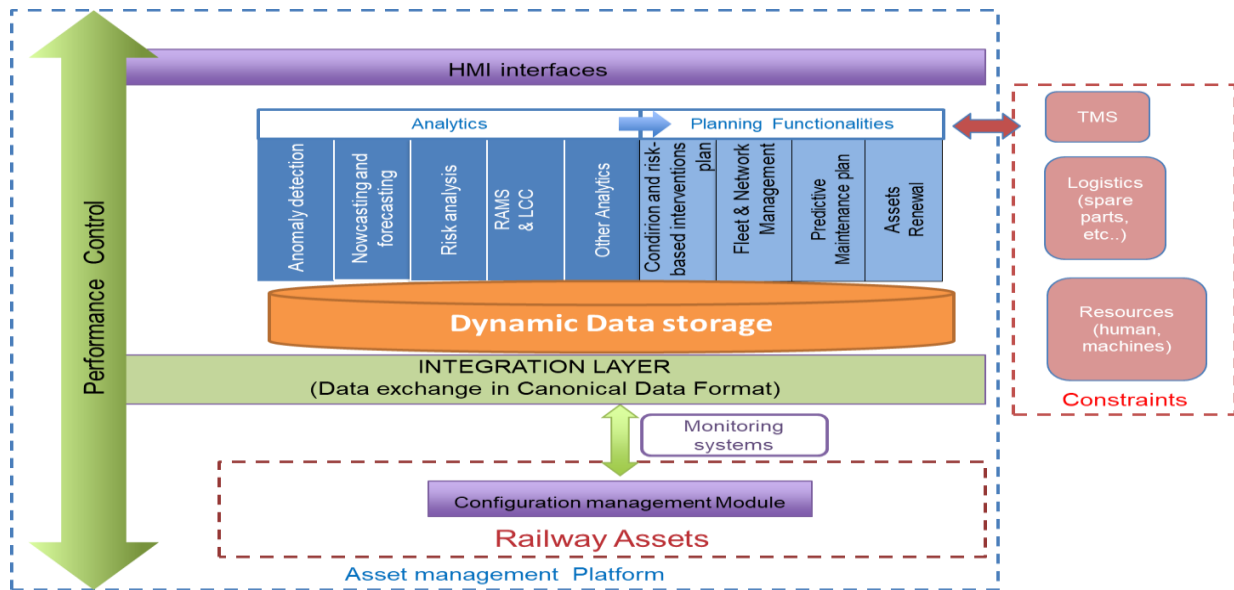 HMI interfaces
Analytics
Planning Functionalities
Anomaly detection
Nowcasting and
forecasting
Risk analysis
RAMS
& LCC
Other Analytics
Condirion and risk-
based interventions
plan
Fleet & Network
Management
Predictive
Maintenance plan
Assets
Renewal
Dynamic Data storage
INTEGRATION LAYER
(Data exchange in Canonical Data Format)
Monitoring
systems
Configuration management Module
Railway Assets
Asset management Platform
Performance Control
TMS
Logistics
(spare
parts,
etc..)
Resources
(human,
machines)
Constraints